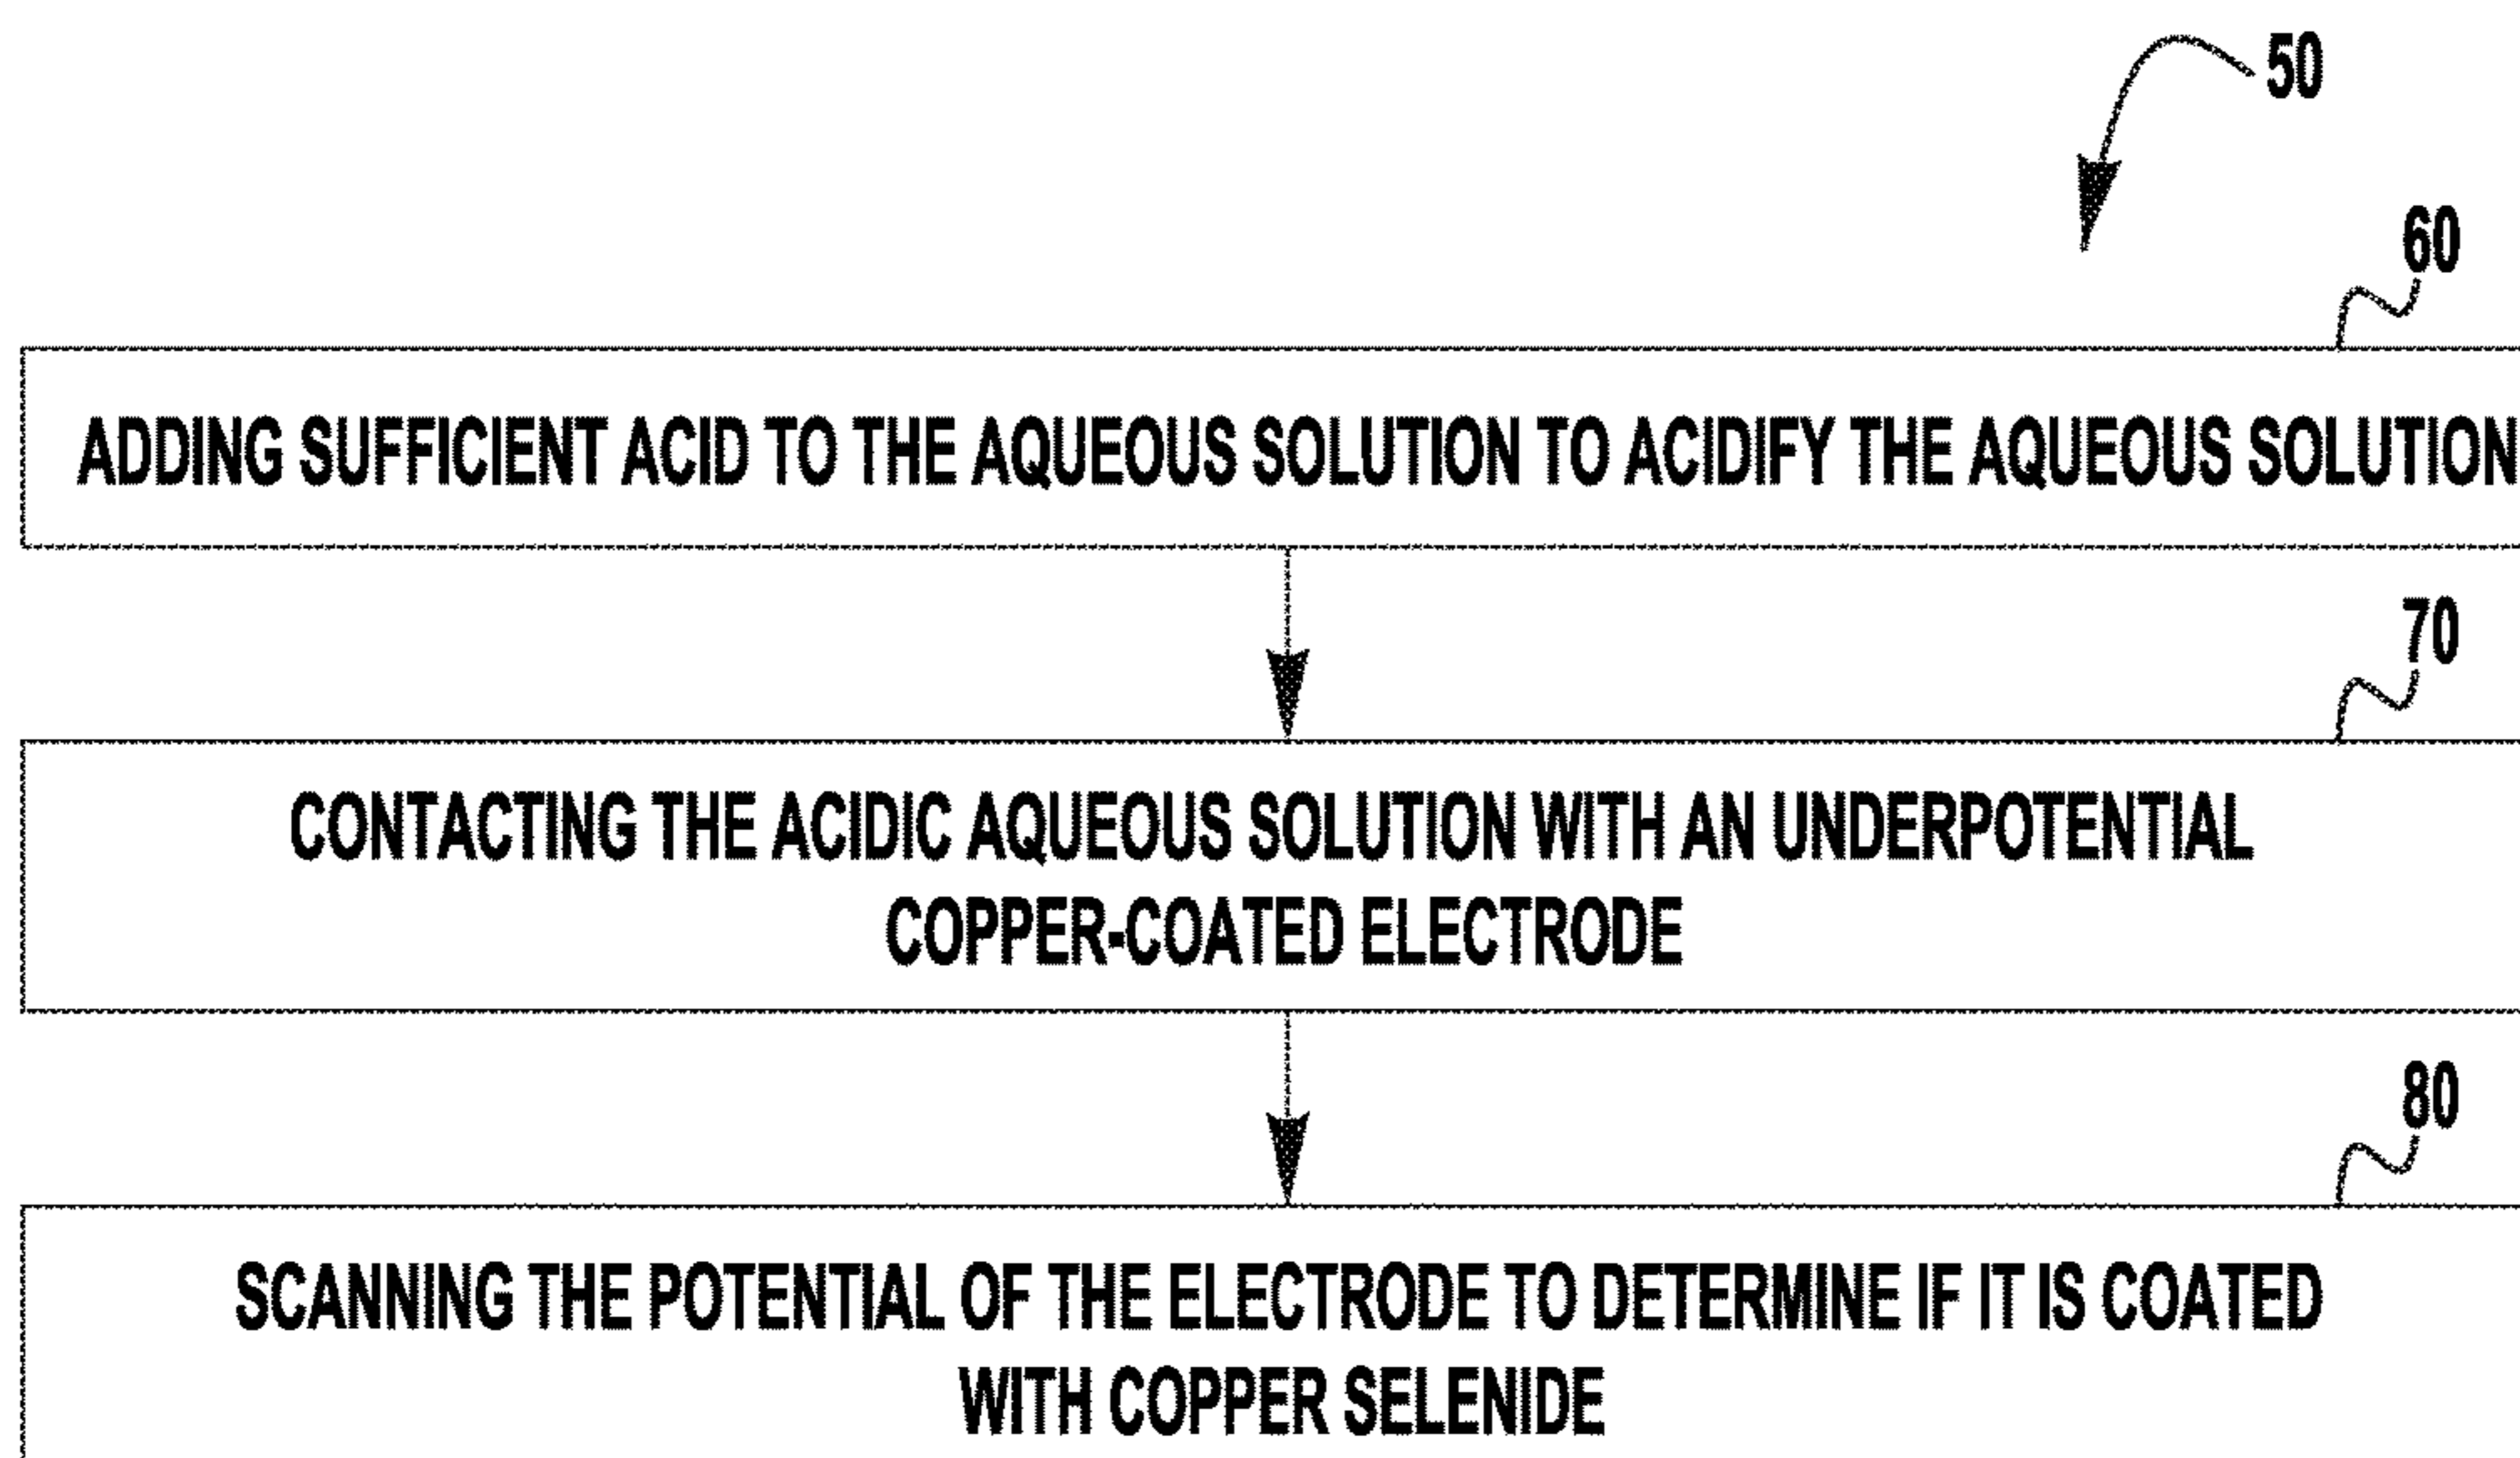 50
60
ADDING SUFFICIENT ACID TO THE AQUEOUS SOLUTION TO ACIDIFY THE AQUEOUS SOLUTION
70
CONTACTING THE ACIDIC AQUEOUS SOLUTION WITH AN UNDERPOTENTIAL
COPPER-COATED ELECTRODE
80
SCANNING THE POTENTIAL OF THE ELECTRODE TO DETERMINE IF IT IS COATED
WITH COPPER SELENIDE